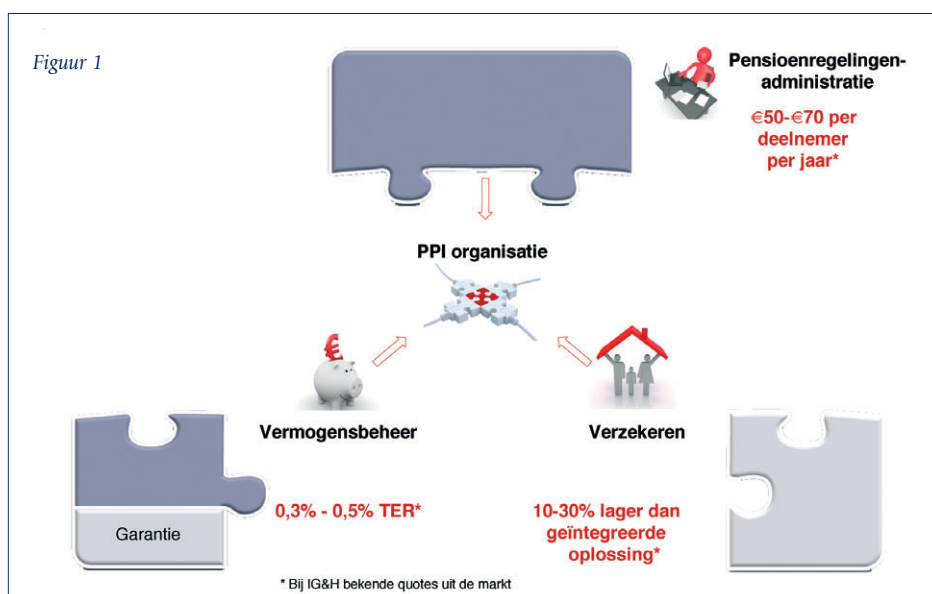 Figuur 1
Pensioenregelingen-
administratie
€50-€70 per
deelnemer
per jaar*
PPI organisatie
Vermogensbeheer
Verzekeren
0,3% - 0,5% TER*
10-30% lager dan
geïntegreerde
oplossing*
Garantie
* Bij IG&H bekende quotes uit de markt